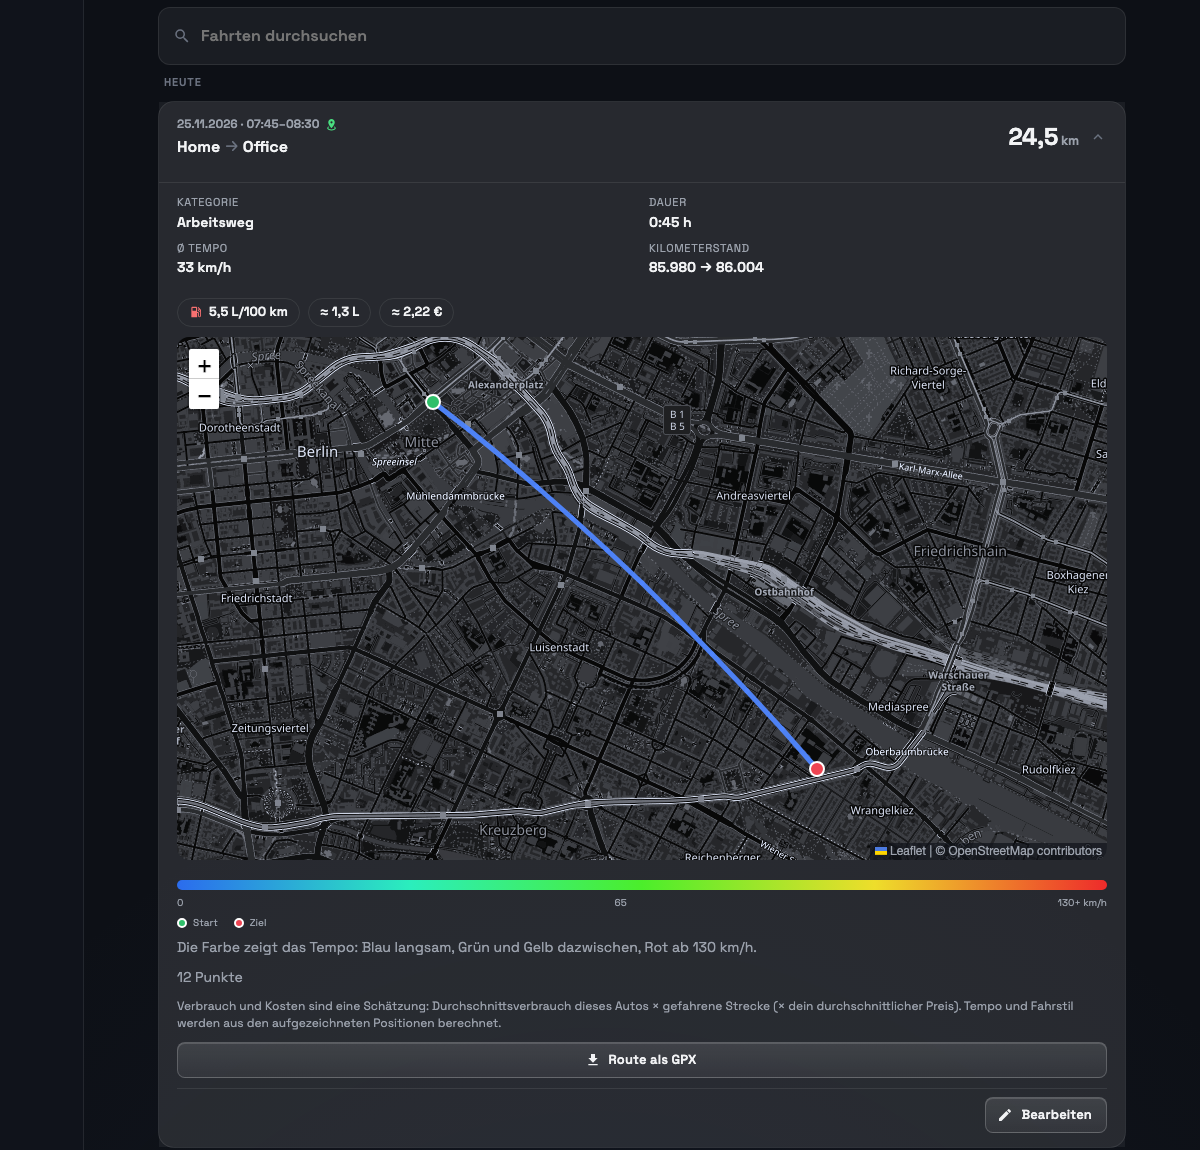 Fahrten durchsuchen
HEUTE
25.11.2026 · 07:45–08:30
Home → Office
24,5 km
KATEGORIE
Arbeitsweg
DAUER
0:45 h
Ø TEMPO
33 km/h
KILOMETERSTAND
85.980 → 86.004
5,5 L/100 km
≈ 1,3 L
≈ 2,22 €
+
−
Spree
Spreekanal
Alexanderplatz
Richard-Sorge-
Viertel
Dorotheenstadt
B 1
B 5
Mitte
Berlin
Spreeinsel
Karl-Marx-Allee
Mühlendammbrücke
Andreasviertel
Friedrichshain
Boxhagener
Kiez
Ostbahnhof
Friedrichstadt
Spree
Luisenstadt
Warschauer
Straße
Mediaspree
Zeitungsviertel
Oberbaumbrücke
Rudolfkiez
Wrangelkiez
Kreuzberg
Reichenberger
Wiener S
Leaflet | © OpenStreetMap contributors
0
65
130+ km/h
Start
Ziel
Die Farbe zeigt das Tempo: Blau langsam, Grün und Gelb dazwischen, Rot ab 130 km/h.
12 Punkte
Verbrauch und Kosten sind eine Schätzung: Durchschnittsverbrauch dieses Autos × gefahrene Strecke (× dein durchschnittlicher Preis). Tempo und Fahrstil
werden aus den aufgezeichneten Positionen berechnet.
Route als GPX
Bearbeiten